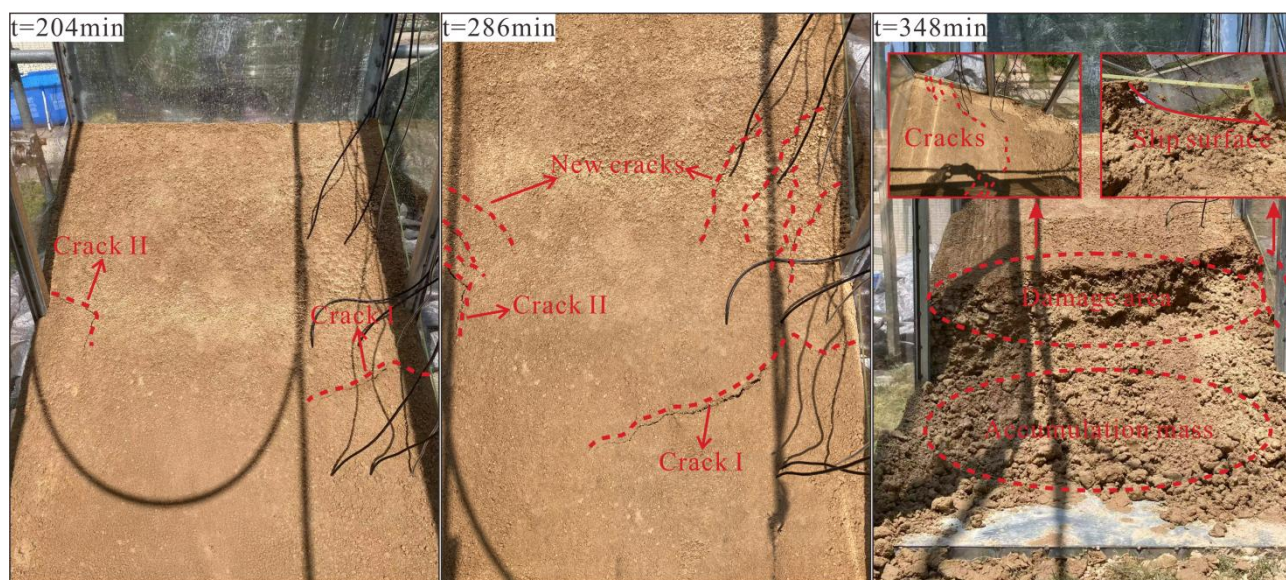 t=204min
Crack II
Crack I
t=286min
New cracks
Crack II
Crack I
t=348min
Cracks
Slip surface
Damage area
Accumulation mass